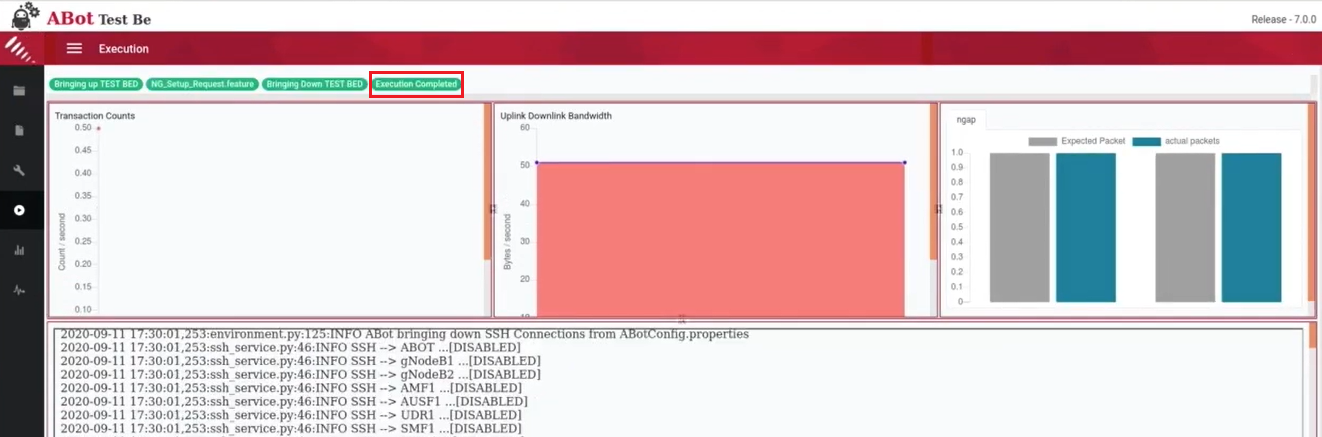 ABot Test Be
Release - 7.0.0
Execution
Bringing up TEST BED NG_Setup_Request.feature Bringing Down TEST BED Execution Completed
Transaction Counts
0.50
0.45
0.40
0.35
0.30
0.25
0.20
0.15
0.10
Count / second
Uplink Downlink Bandwidth
60
50
40
30
20
10
Bytes / second
ngap
Expected Packet actual packets
1.0
0.9
0.8
0.7
0.6
0.5
0.4
0.3
0.2
0.1
0
2020-09-11 17:30:01,253:environment.py:125:INFO ABot bringing down SSH Connections from ABotConfig.properties
2020-09-11 17:30:01,253:ssh_service.py:46:INFO SSH --> ABOT ...[DISABLED]
2020-09-11 17:30:01,253:ssh_service.py:46:INFO SSH --> gNodeB1 ...[DISABLED]
2020-09-11 17:30:01,253:ssh_service.py:46:INFO SSH --> gNodeB2 ...[DISABLED]
2020-09-11 17:30:01,253:ssh_service.py:46:INFO SSH --> AMF1 ...[DISABLED]
2020-09-11 17:30:01,253:ssh_service.py:46:INFO SSH --> AUSF1 ...[DISABLED]
2020-09-11 17:30:01,253:ssh_service.py:46:INFO SSH --> UDR1 ...[DISABLED]
2020-09-11 17:30:01,253:ssh_service.py:46:INFO SSH --> SMF1 ...[DISABLED]